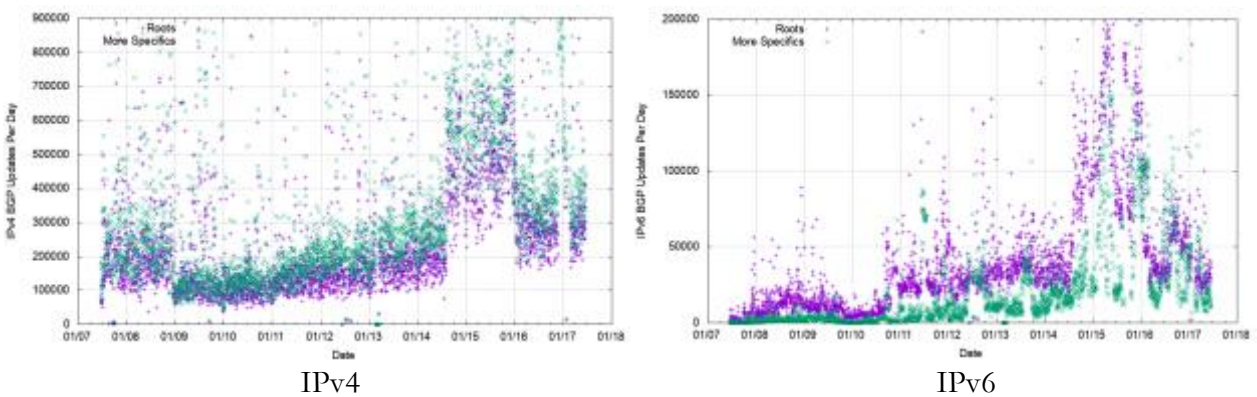 900000
800000
700000
600000
500000
400000
300000
200000
100000
0
IPv4 BGP Updates Per Day
Roots
More Specifics
01/07 01/08 01/09 01/10 01/11 01/12 01/13 01/14 01/15 01/16 01/17 01/18
Date
IPv4
200000
150000
100000
50000
0
IPv6 BGP Updates Per Day
Roots
More Specifics
01/07 01/08 01/09 01/10 01/11 01/12 01/13 01/14 01/15 01/16 01/17 01/18
Date
IPv6